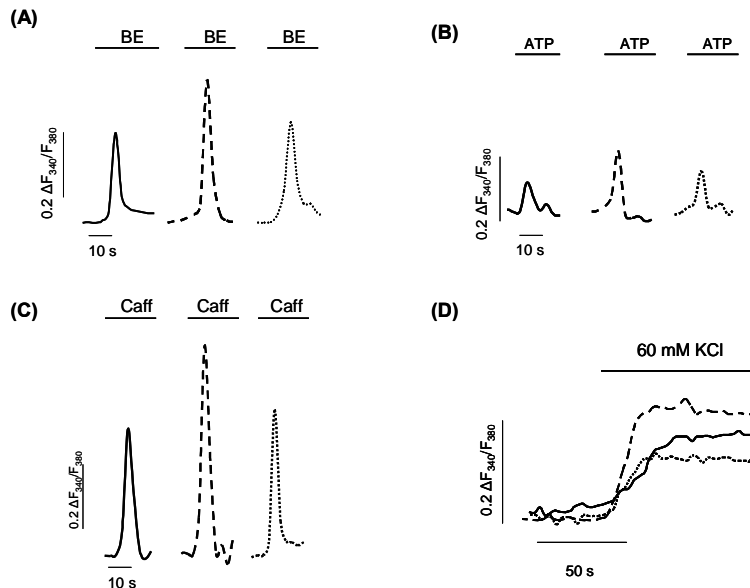 (A)
BE BE BE
0.2 ΔF340/F380
10 s
(B)
ATP ATP ATP
0.2 ΔF340/F380
10 s
(C)
Caff Caff Caff
0.2 ΔF340/F380
10 s
(D)
60 mM KCl
0.2 ΔF340/F380
50 s